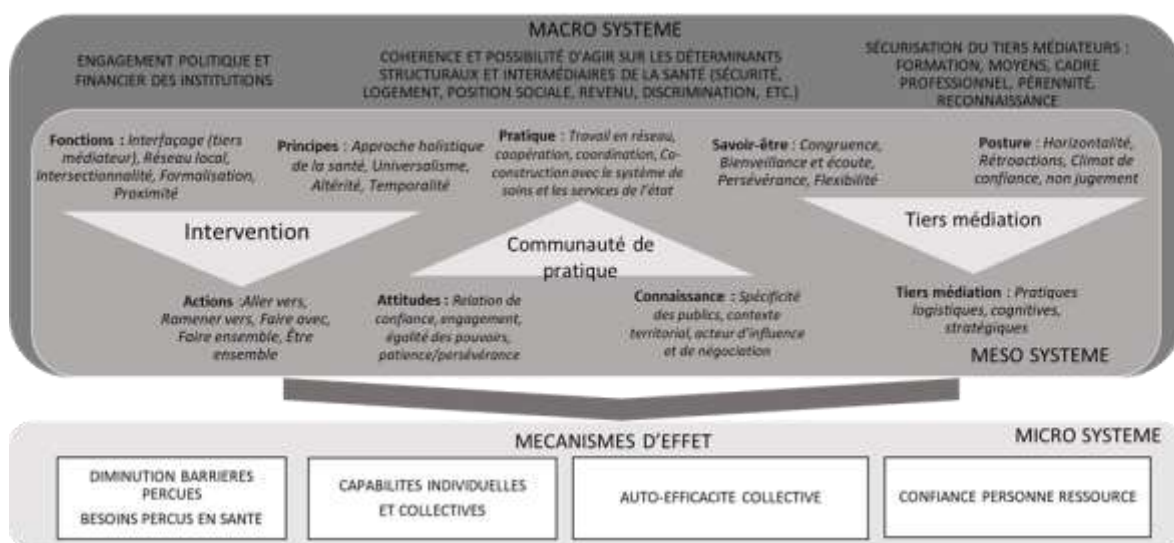 MACRO SYSTEME
ENGAGEMENT POLITIQUE ET
FINANCIER DES INSTITUTIONS
COHERENCE ET POSSIBILITÉ D'AGIR SUR LES DÉTERMINANTS
STRUCTURAUX ET INTERMÉDIAIRES DE LA SANTÉ (SÉCURITÉ,
LOGEMENT, POSITION SOCIALE, REVENU, DISCRIMINATION, ETC.)
SÉCURISATION DU TIERS MÉDIATEURS :
FORMATION, MOYENS, CADRE
PROFESSIONNEL, PÉRENNITÉ,
RECONNAISSANCE
Fonctions : Interfaçage (tiers
médiateur), Réseau local,
Intersectionnalité, Formalisation,
Proximité
Principes : Approche holistique
de la santé, Universalisme,
Altérité, Temporalité
Pratique : Travail en réseau,
coopération, coordination, Co-
construction avec le système de
soins et les services de l'état
Savoir-être : Congruence,
Bienveillance et écoute,
Persévérance, Flexibilité
Posture : Horizontalité,
Rétroactions, Climat de
confiance, non jugement
Intervention
Communauté de
pratique
Tiers médiation
Actions :Aller vers,
Ramener vers, Faire avec,
Faire ensemble, Être
ensemble
Attitudes : Relation de
confiance, engagement,
égalité des pouvoirs,
patience/persévérance
Connaissance : Spécificité
des publics, contexte
territorial, acteur d'influence
et de négociation
Tiers médiation : Pratiques
logistiques, cognitives,
stratégiques
MESO SYSTEME
MECANISMES D'EFFET
MICRO SYSTEME
DIMINUTION BARRIERES
PERCUES
BESOINS PERCUS EN SANTE
CAPABILITES INDIVIDUELLES
ET COLLECTIVES
AUTO-EFFICACITE COLLECTIVE
CONFIANCE PERSONNE RESSOURCE